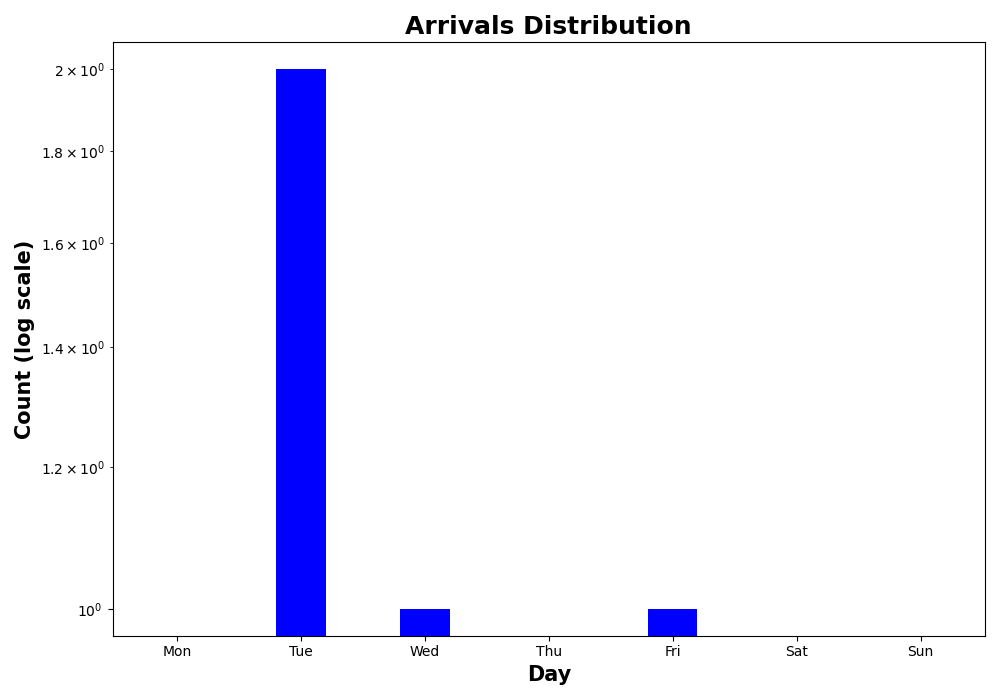 Arrivals Distribution
Count (log scale)
2 × 10⁰
1.8 × 10⁰
1.6 × 10⁰
1.4 × 10⁰
1.2 × 10⁰
10⁰
Mon Tue Wed Thu Fri Sat Sun
Day